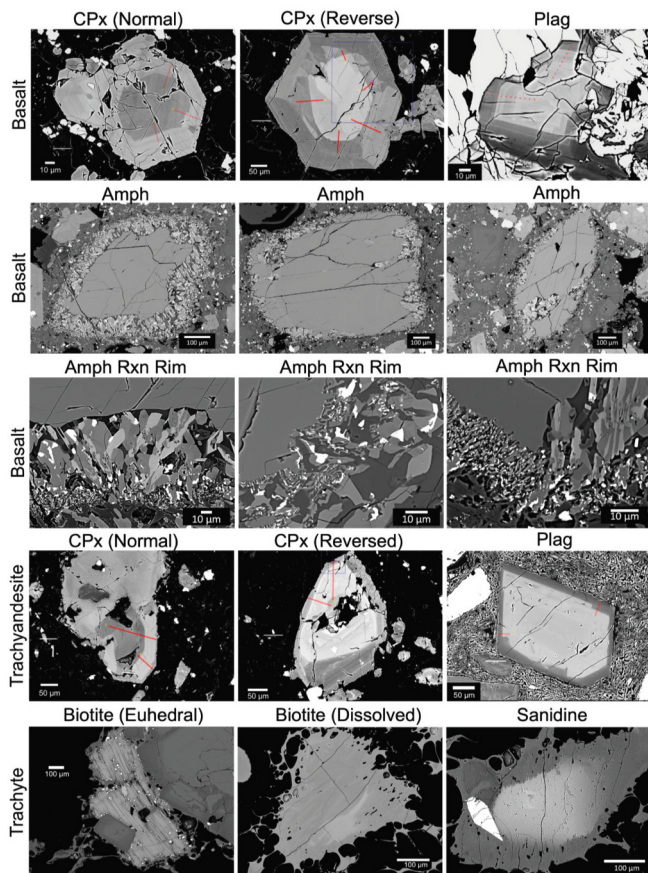 CPx (Normal) CPx (Reverse) Plag
Basalt
10 µm 50 µm 10 µm
Amph Amph Amph
Basalt
100 µm 100 µm 100 µm
Amph Rxn Rim Amph Rxn Rim Amph Rxn Rim
Basalt
10 µm 10 µm 10 µm
CPx (Normal) CPx (Reversed) Plag
Trachyandesite
50 µm 50 µm 50 µm
Biotite (Euhedral) Biotite (Dissolved) Sanidine
Trachyte
100 µm 100 µm 100 µm